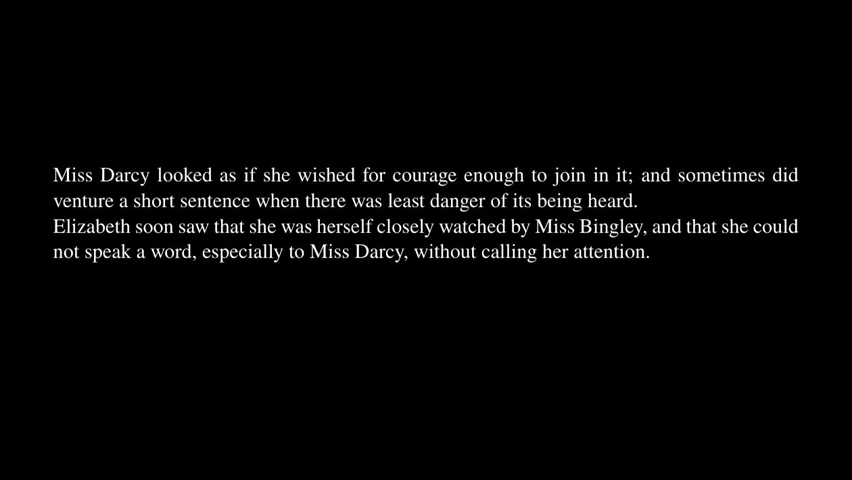 Miss Darcy looked as if she wished for courage enough to join in it; and sometimes did
venture a short sentence when there was least danger of its being heard.
Elizabeth soon saw that she was herself closely watched by Miss Bingley, and that she could
not speak a word, especially to Miss Darcy, without calling her attention.